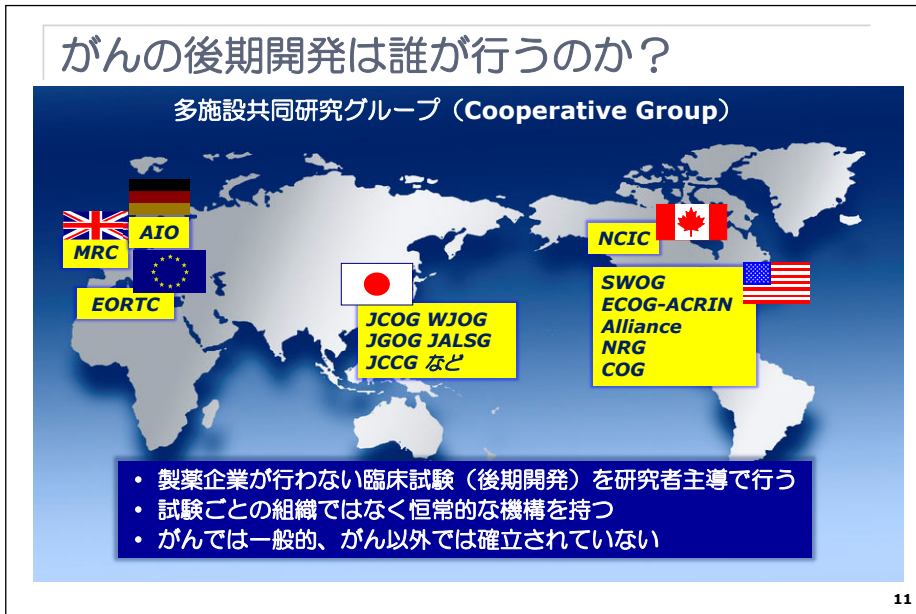 がんの後期開発は誰が行うのか？
多施設共同研究グループ（Cooperative Group）
MRC
AIO
EORTC
JCOG WJOG
JGOG JALSG
JCCG など
NCIC
SWOG
ECOG-ACRIN
Alliance
NRG
COG
• 製薬企業が行わない臨床試験（後期開発）を研究者主導で行う
• 試験ごとの組織ではなく恒常的な機構を持つ
• がんでは一般的、がん以外では確立されていない
11